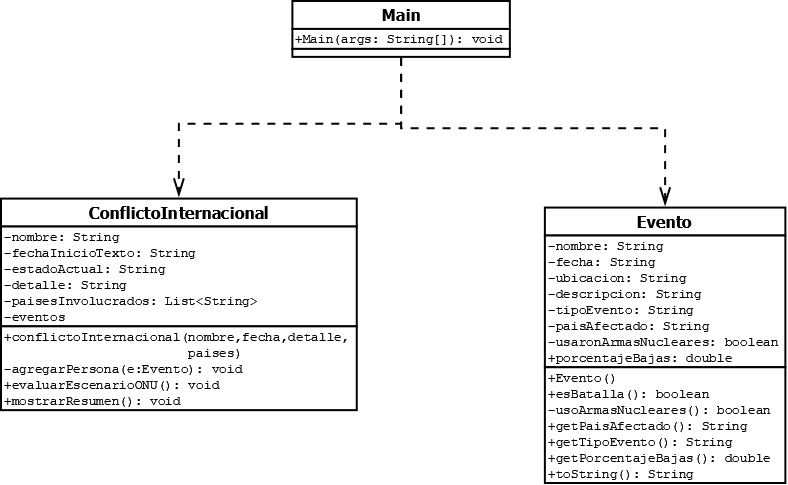 Main
+Main(args: String[]): void
ConflictoInternacional
-nombre: String
-fechaInicioTexto: String
-estadoActual: String
-detalle: String
-paisesInvolucrados: List<String>
-eventos
+conflictoInternacional(nombre,fecha,detalle,
paises)
-agregarPersona(e:Evento): void
+evaluarEscenarioONU(): void
+mostrarResumen(): void
Evento
-nombre: String
-fecha: String
-ubicacion: String
-descripcion: String
-tipoEvento: String
-paisAfectado: String
-usaronArmasNucleares: boolean
+porcentajeBajas: double
+Evento()
+esBatalla(): boolean
-usoArmasNucleares(): boolean
+getPaisAfectado(): String
+getTipoEvento(): String
+getPorcentajeBajas(): double
+toString(): String